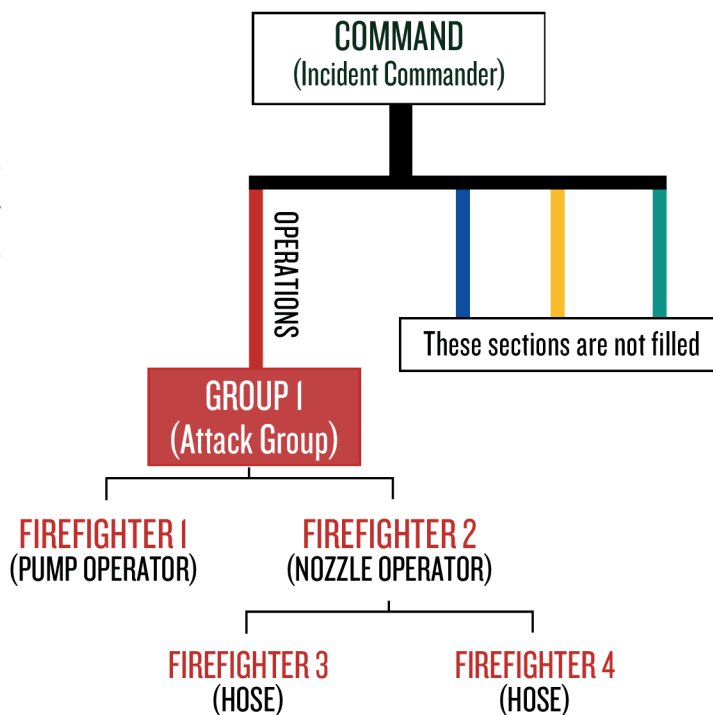 COMMAND
(Incident Commander)
OPERATIONS
These sections are not filled
GROUP 1
(Attack Group)
FIREFIGHTER 1
(PUMP OPERATOR)
FIREFIGHTER 2
(NOZZLE OPERATOR)
FIREFIGHTER 3
(HOSE)
FIREFIGHTER 4
(HOSE)